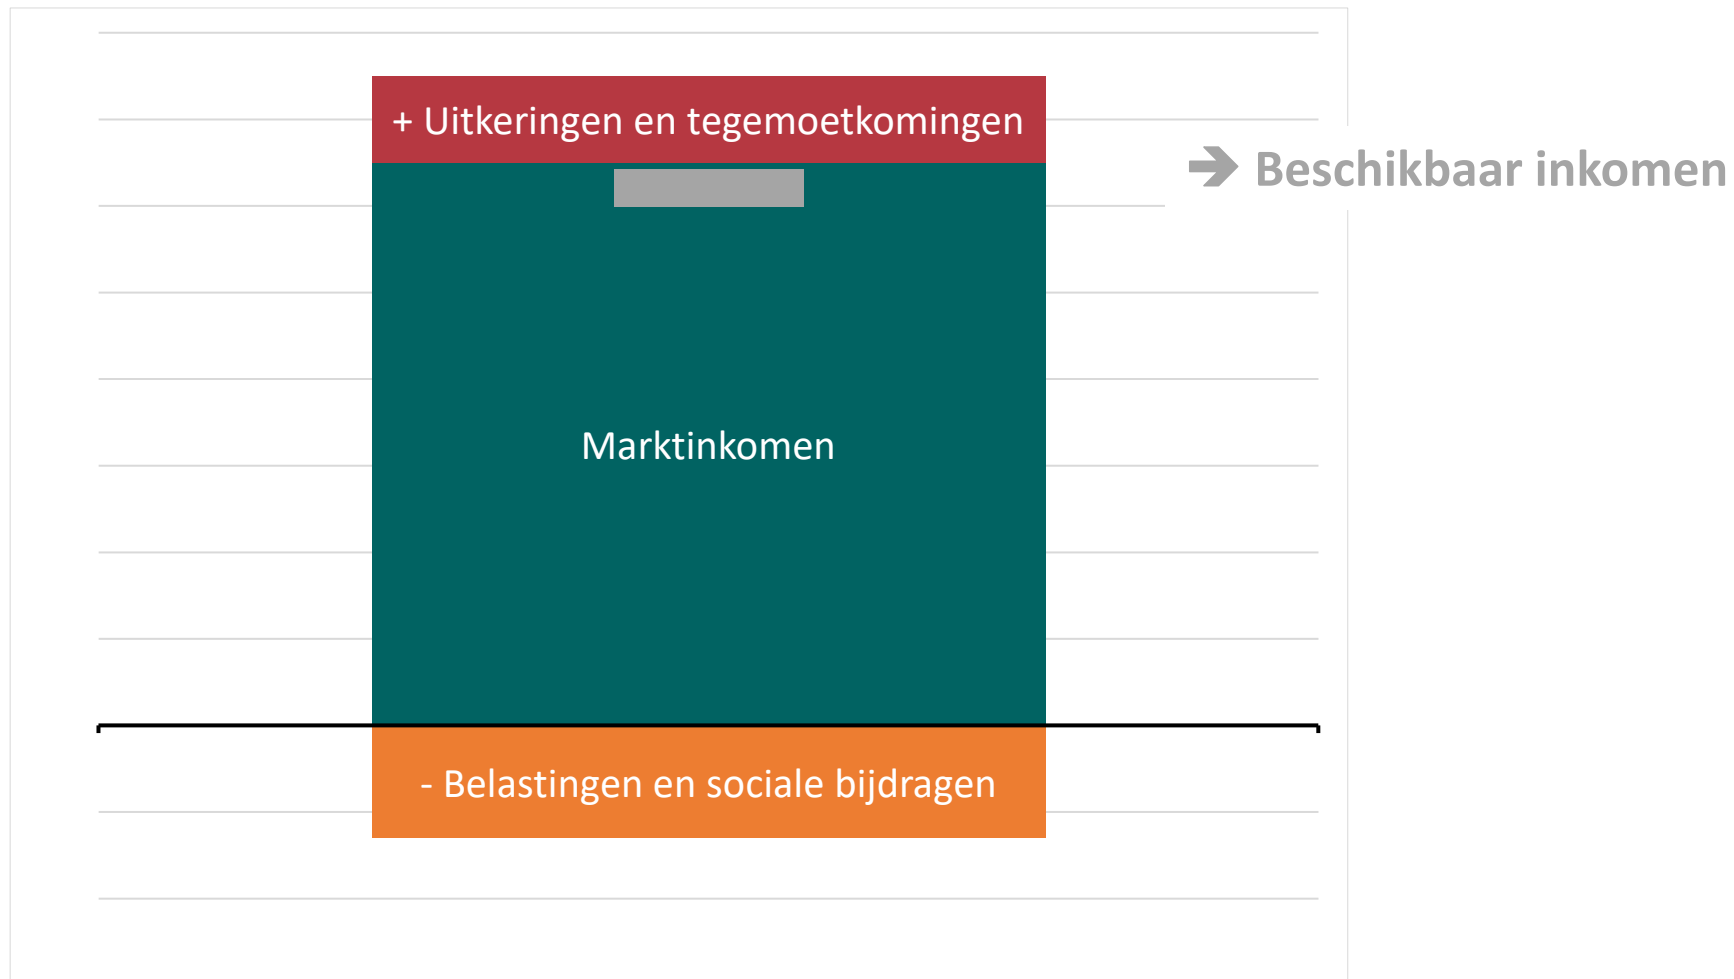 + Uitkeringen en tegemoetkomingen
➔ Beschikbaar inkomen
Marktinkomen
- Belastingen en sociale bijdragen